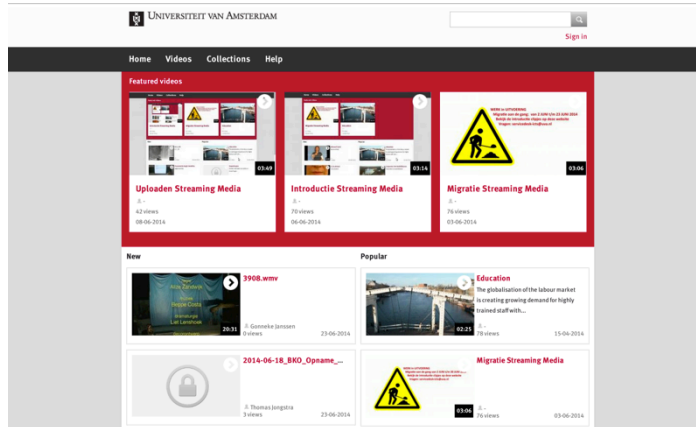 UNIVERSITEIT VAN AMSTERDAM
Sign in
Home Videos Collections Help
Featured videos
03:49
03:14
WERK in UITVOERING
03:06
Uploaden Streaming Media
-
42 views
08-06-2014
Introductie Streaming Media
-
70 views
06-06-2014
Migratie Streaming Media
-
76 views
03-06-2014
New
Popular
20:31
3908.wmv
Gonneke Janssen
0 views
23-06-2014
02:25
Education
The globalisation of the labour market
is creating growing demand for highly
trained staff with...
-
78 views
15-04-2014
2014-06-18_BKO_Opname_...
Thomas Jongstra
3 views
23-06-2014
03:06
Migratie Streaming Media
-
76 views
03-06-2014